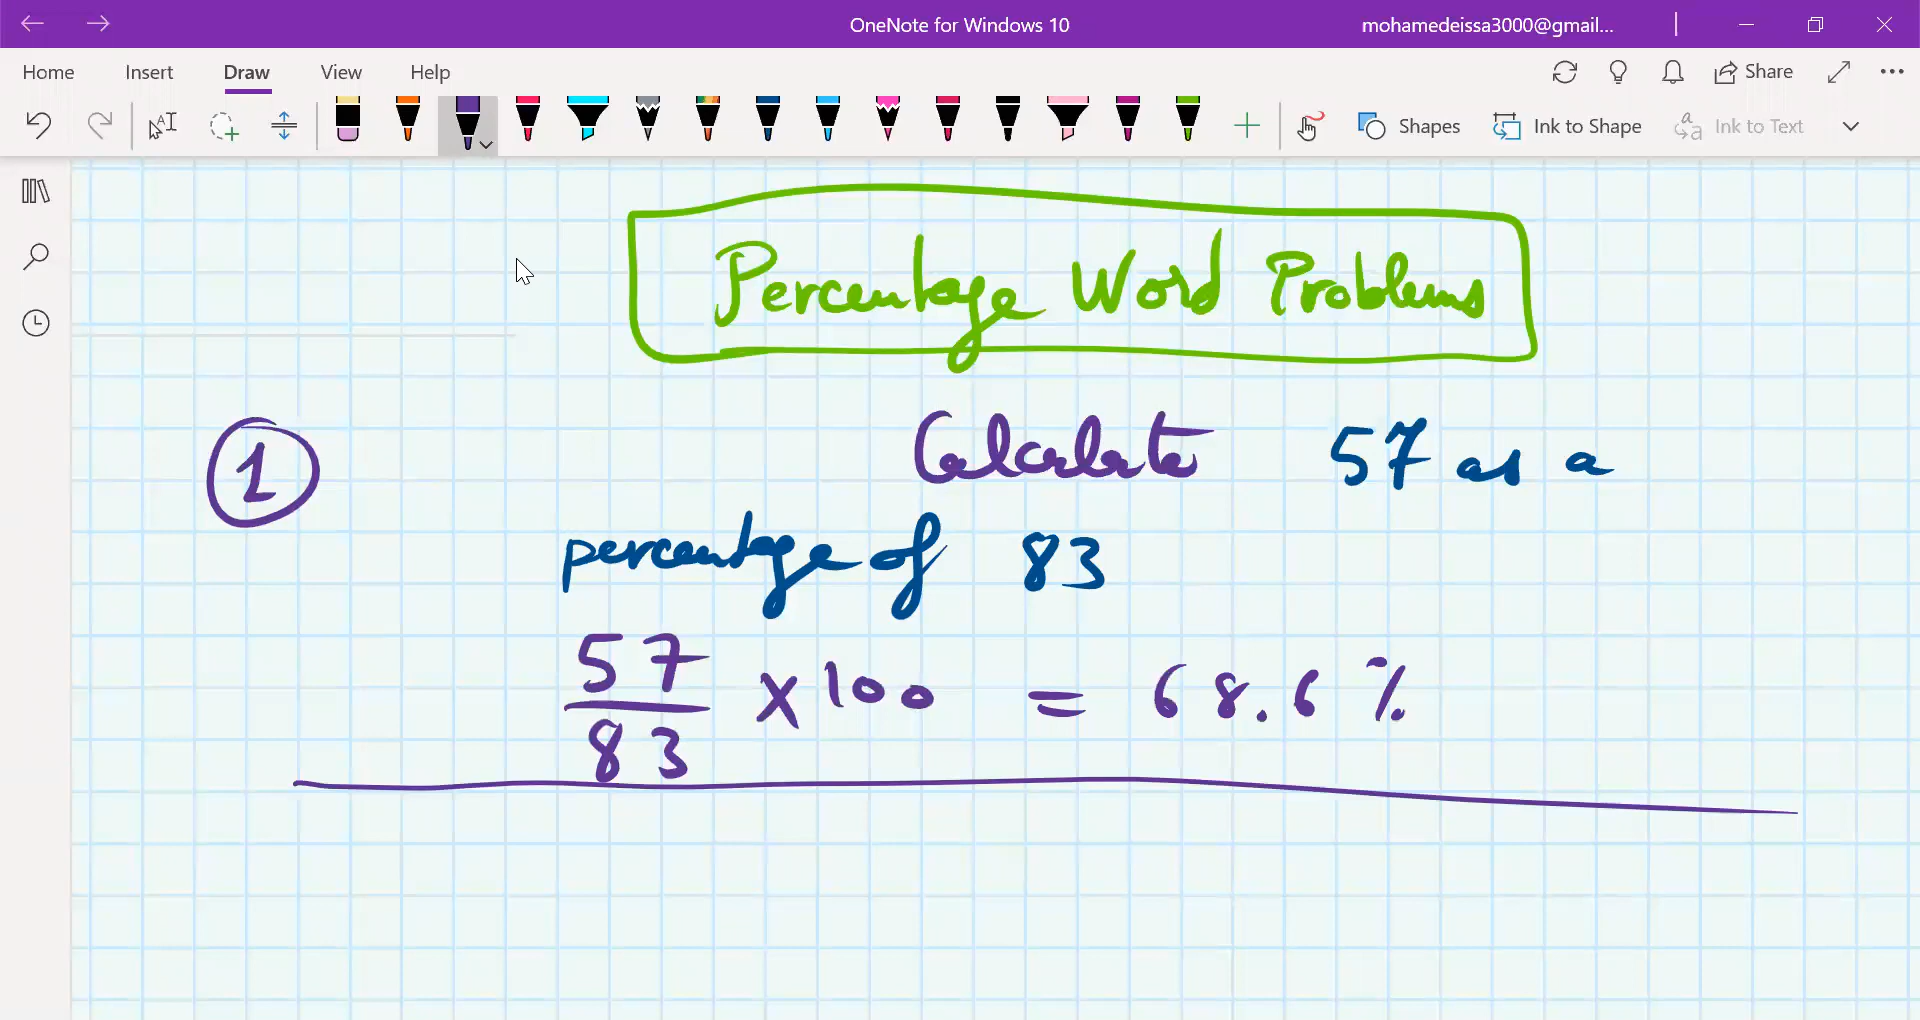 OneNote for Windows 10 mohamedeissa3000@gmail...
Home Insert Draw View Help Share
Shapes Ink to Shape Ink to Text
Percentage Word Problems
1 Calculate 57 as a
percentage of 83
57
83 × 100 = 68.6 %